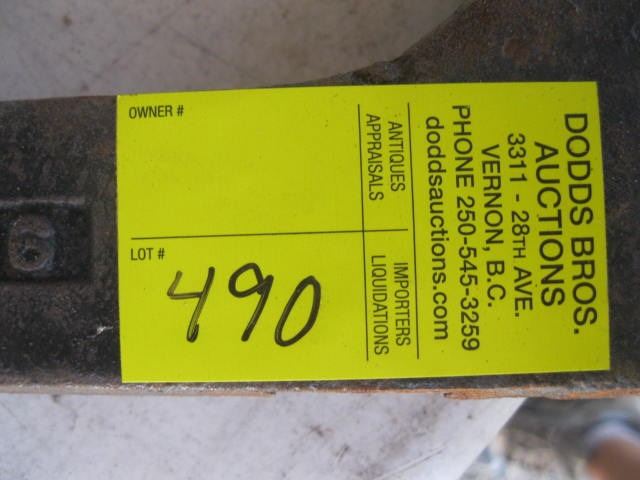 OWNER #
LOT #
490
ANTIQUES
APPRAISALS
IMPORTERS
LIQUIDATIONS
DODDS BROS.
AUCTIONS
3311 - 28TH AVE.
VERNON, B.C.
PHONE 250-545-3259
doddsauctions.com